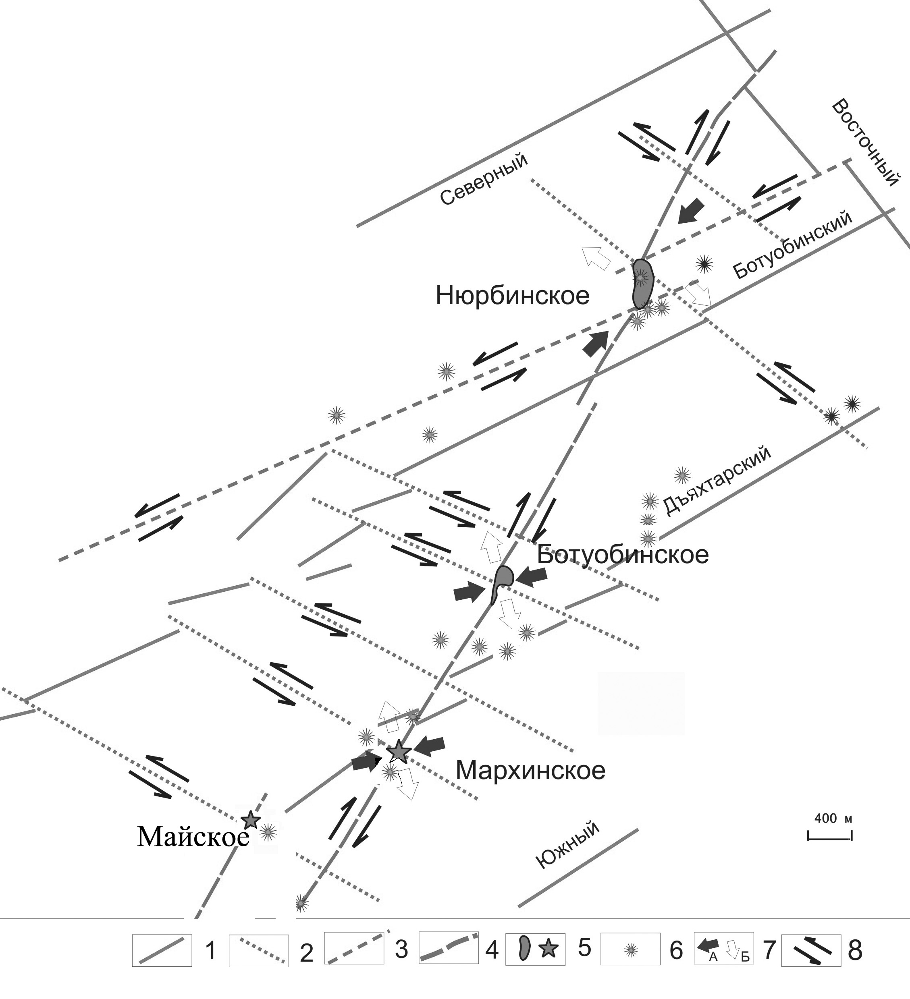 Восточный
Северный
Ботуобинский
Нюрбинское
Дьяхтарский
Ботуобинское
Мархинское
Майское
Южный
400 м
1 2 3 4 5 6 А Б 7 8